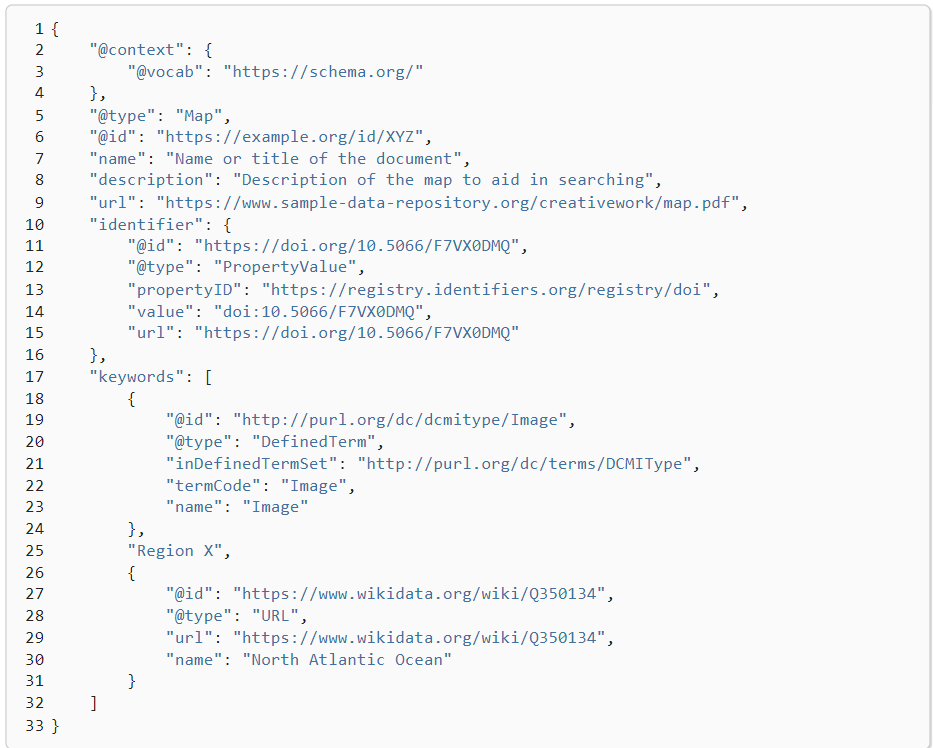 1 {
2     "@context": {
3         "@vocab": "https://schema.org/"
4     },
5     "@type": "Map",
6     "@id": "https://example.org/id/XYZ",
7     "name": "Name or title of the document",
8     "description": "Description of the map to aid in searching",
9     "url": "https://www.sample-data-repository.org/creativework/map.pdf",
10     "identifier": {
11         "@id": "https://doi.org/10.5066/F7VX0DMQ",
12         "@type": "PropertyValue",
13         "propertyID": "https://registry.identifiers.org/registry/doi",
14         "value": "doi:10.5066/F7VX0DMQ",
15         "url": "https://doi.org/10.5066/F7VX0DMQ"
16     },
17     "keywords": [
18         {
19             "@id": "http://purl.org/dc/dcmitype/Image",
20             "@type": "DefinedTerm",
21             "inDefinedTermSet": "http://purl.org/dc/terms/DCMIType",
22             "termCode": "Image",
23             "name": "Image"
24         },
25         "Region X",
26         {
27             "@id": "https://www.wikidata.org/wiki/Q350134",
28             "@type": "URL",
29             "url": "https://www.wikidata.org/wiki/Q350134",
30             "name": "North Atlantic Ocean"
31         }
32     ]
33 }